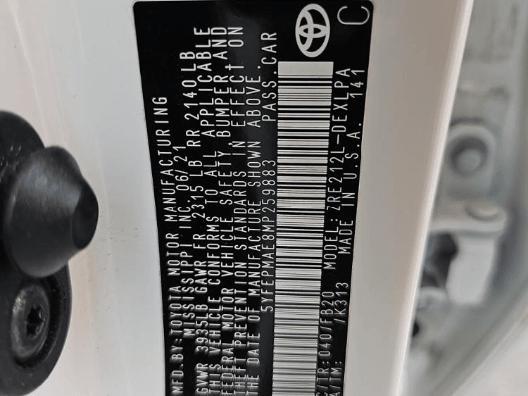 MFD. BY: TOYOTA MOTOR MANUFACTURING
MISSISSIPPI INC. 06/21
GVWR 3935LB GAWR FR 2315 LB RR 2140LB
THIS VEHICLE CONFORMS TO ALL APPLICABLE
FEDERAL MOTOR VEHICLE SAFETY, BUMPER AND
THEFT PREVENTION STANDARDS IN EFFECT ON
THE DATE OF MANUFACTURE SHOWN ABOVE.
5YFEPMAE8MP259883 PASS.CAR
C/TR: 040/FB20 ZRE212L-DEXLPA
A/TM: /K313 MADE IN U.S.A. 141
C